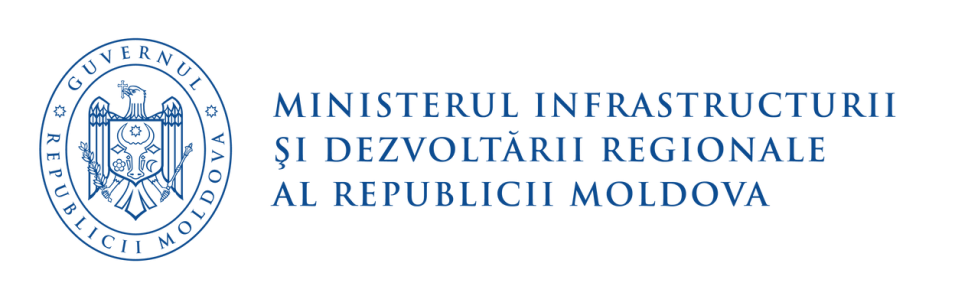 GUVERNUL
REPUBLICII MOLDOVA
MINISTERUL INFRASTRUCTURII
ŞI DEZVOLTĂRII REGIONALE
AL REPUBLICII MOLDOVA